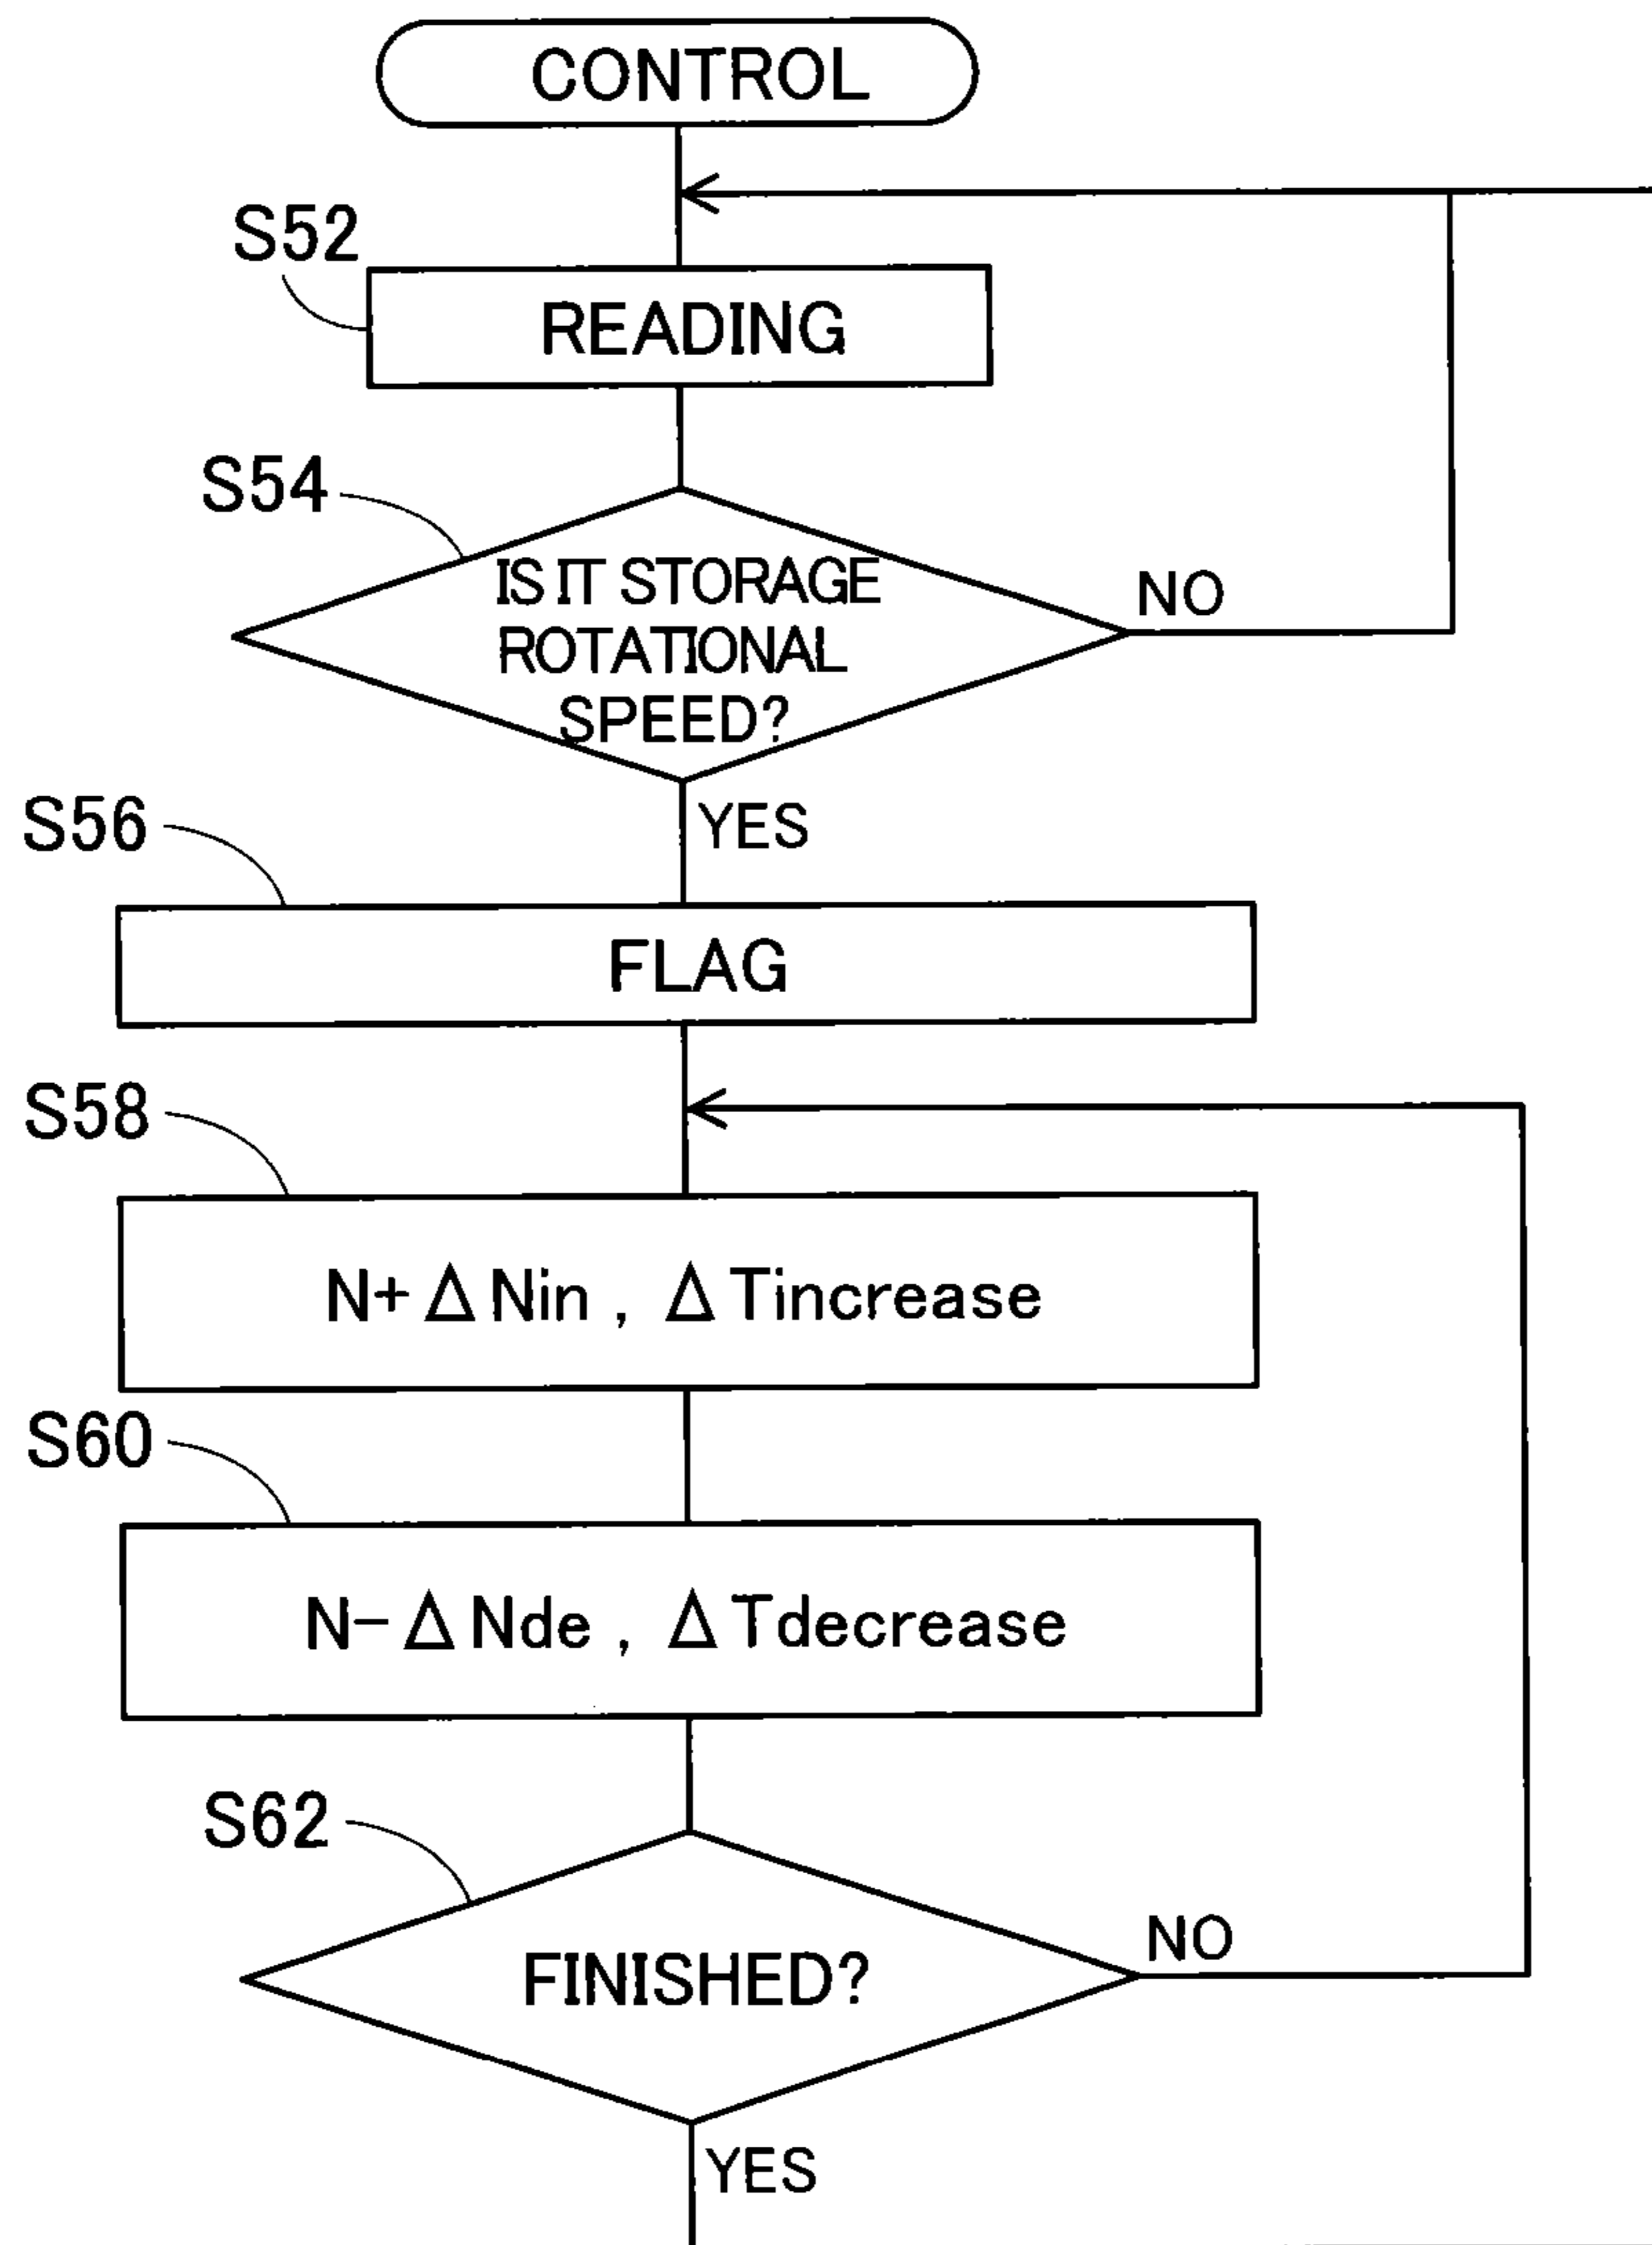 CONTROL
S52
READING
S54
IS IT STORAGE
ROTATIONAL
SPEED?
NO
YES
S56
FLAG
S58
N+ΔNin , ΔTincrease
S60
N−ΔNde , ΔTdecrease
S62
FINISHED?
NO
YES